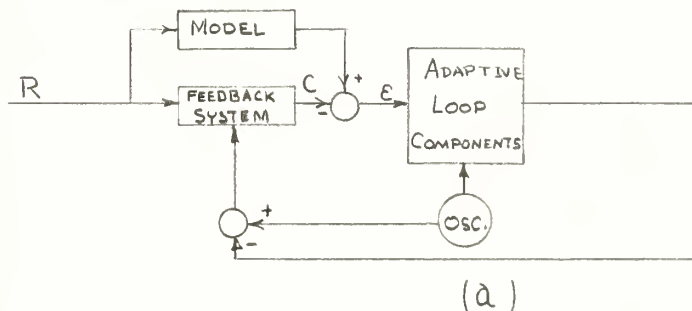 MODEL
R
FEEDBACK
SYSTEM
C
+
-
ε
ADAPTIVE
LOOP
COMPONENTS
+
-
OSC.
(a)